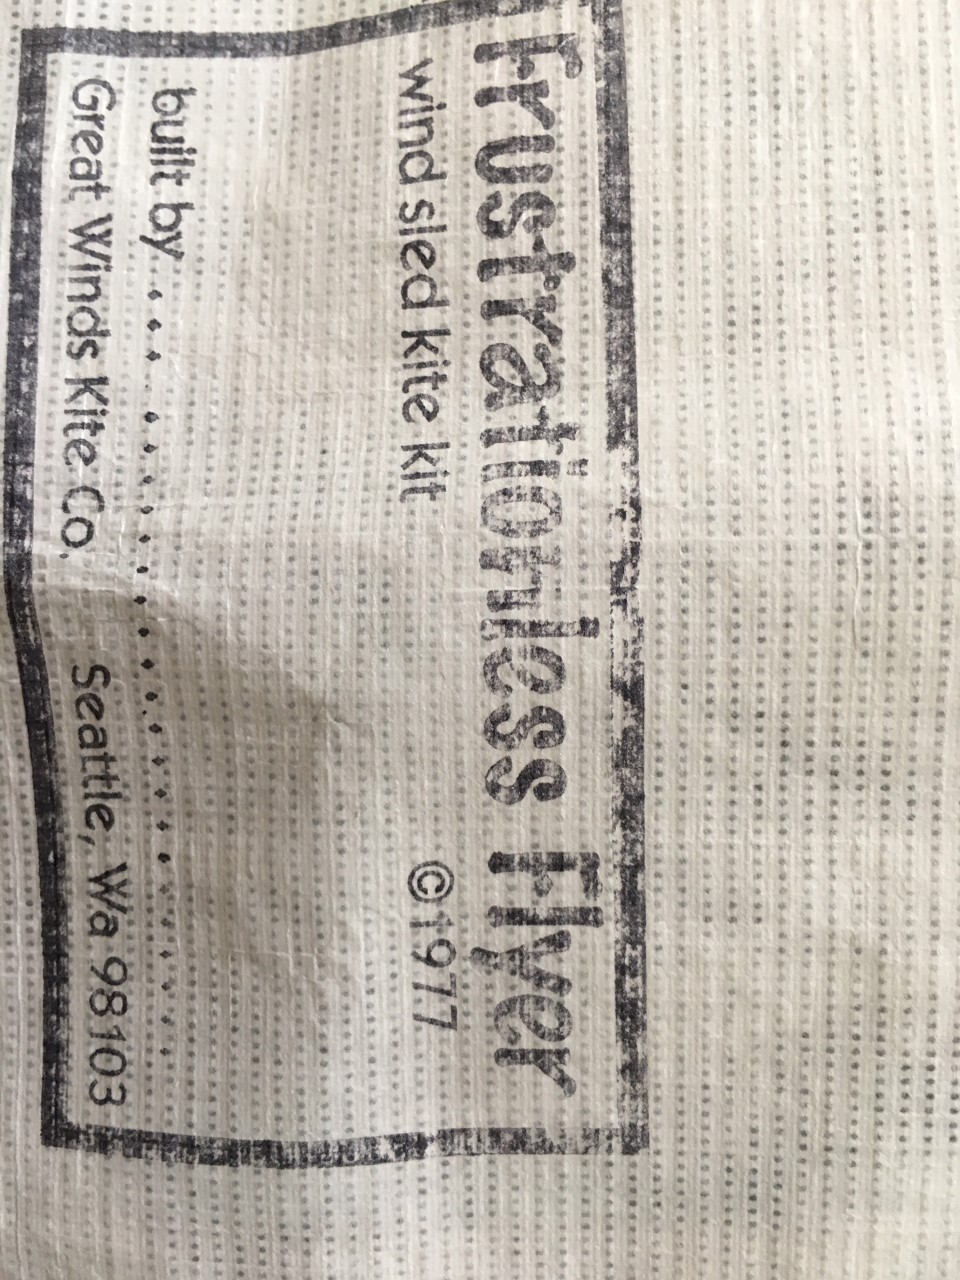 Frustrationless Flyer
wind sled kite kit ©1977
built by . . . . . . . . . . . . . . . . . . . . . . . .
Great Winds Kite Co. Seattle, Wa 98103